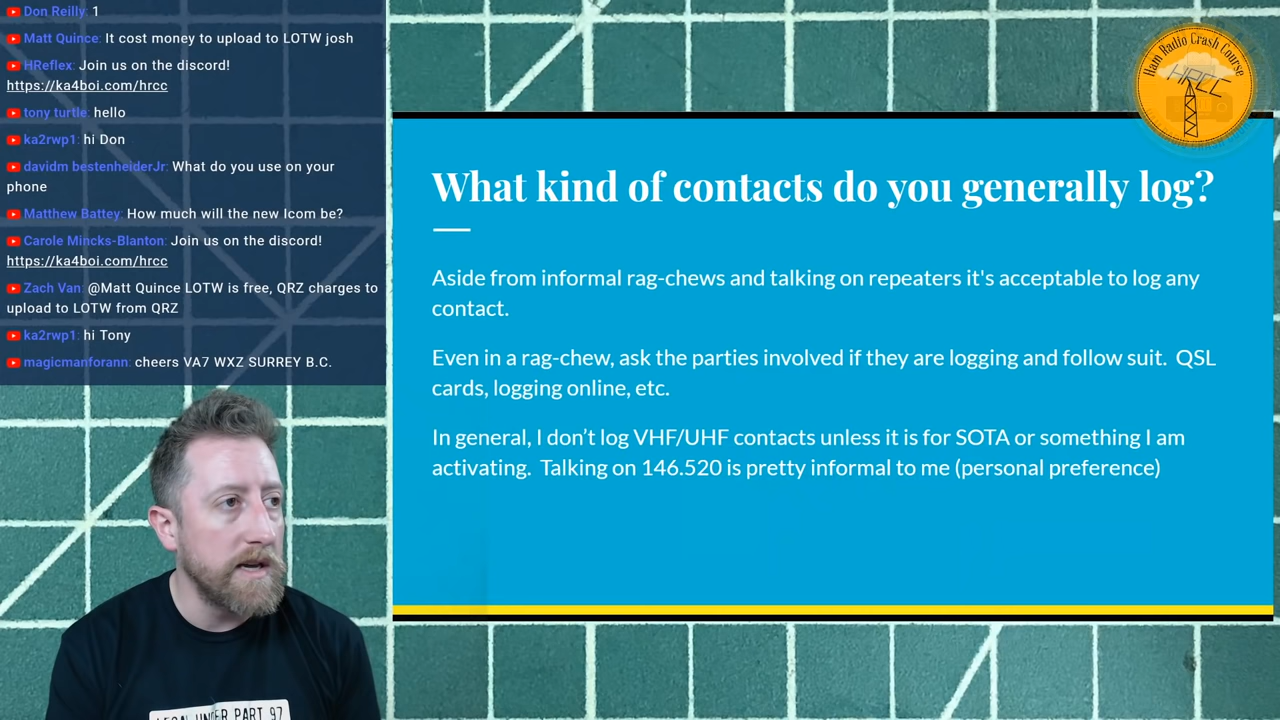 Don Reilly: 1
Matt Quince: It cost money to upload to LOTW josh
HReflex: Join us on the discord!
https://ka4boi.com/hrcc
tony turtle: hello
ka2rwp1: hi Don
davidm bestenheiderJr: What do you use on your
phone
Matthew Battey: How much will the new Icom be?
Carole Mincks-Blanton: Join us on the discord!
https://ka4boi.com/hrcc
Zach Van: @Matt Quince LOTW is free, QRZ charges to
upload to LOTW from QRZ
ka2rwp1: hi Tony
magicmanforann: cheers VA7 WXZ SURREY B.C.
Ham Radio Crash Course
HRCC
What kind of contacts do you generally log?
Aside from informal rag-chews and talking on repeaters it's acceptable to log any
contact.
Even in a rag-chew, ask the parties involved if they are logging and follow suit. QSL
cards, logging online, etc.
In general, I don’t log VHF/UHF contacts unless it is for SOTA or something I am
activating. Talking on 146.520 is pretty informal to me (personal preference)
LEGAL UNDER PART 97